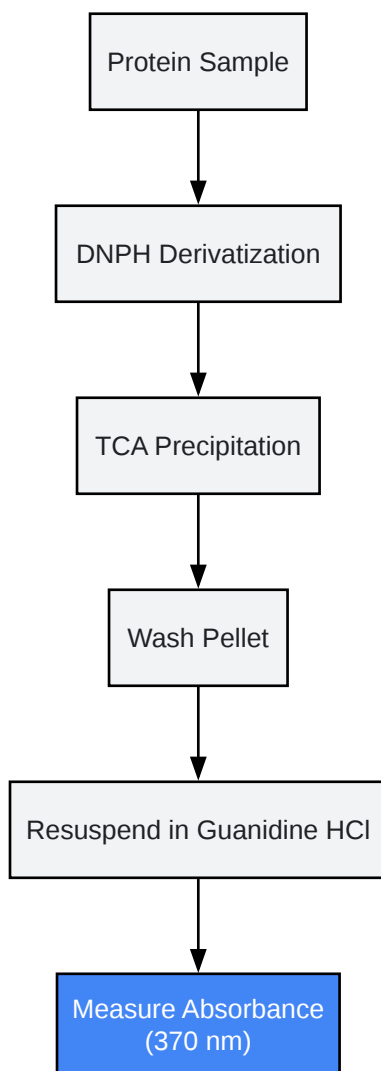 Protein Sample
DNPH Derivatization
TCA Precipitation
Wash Pellet
Resuspend in Guanidine HCl
Measure Absorbance
(370 nm)